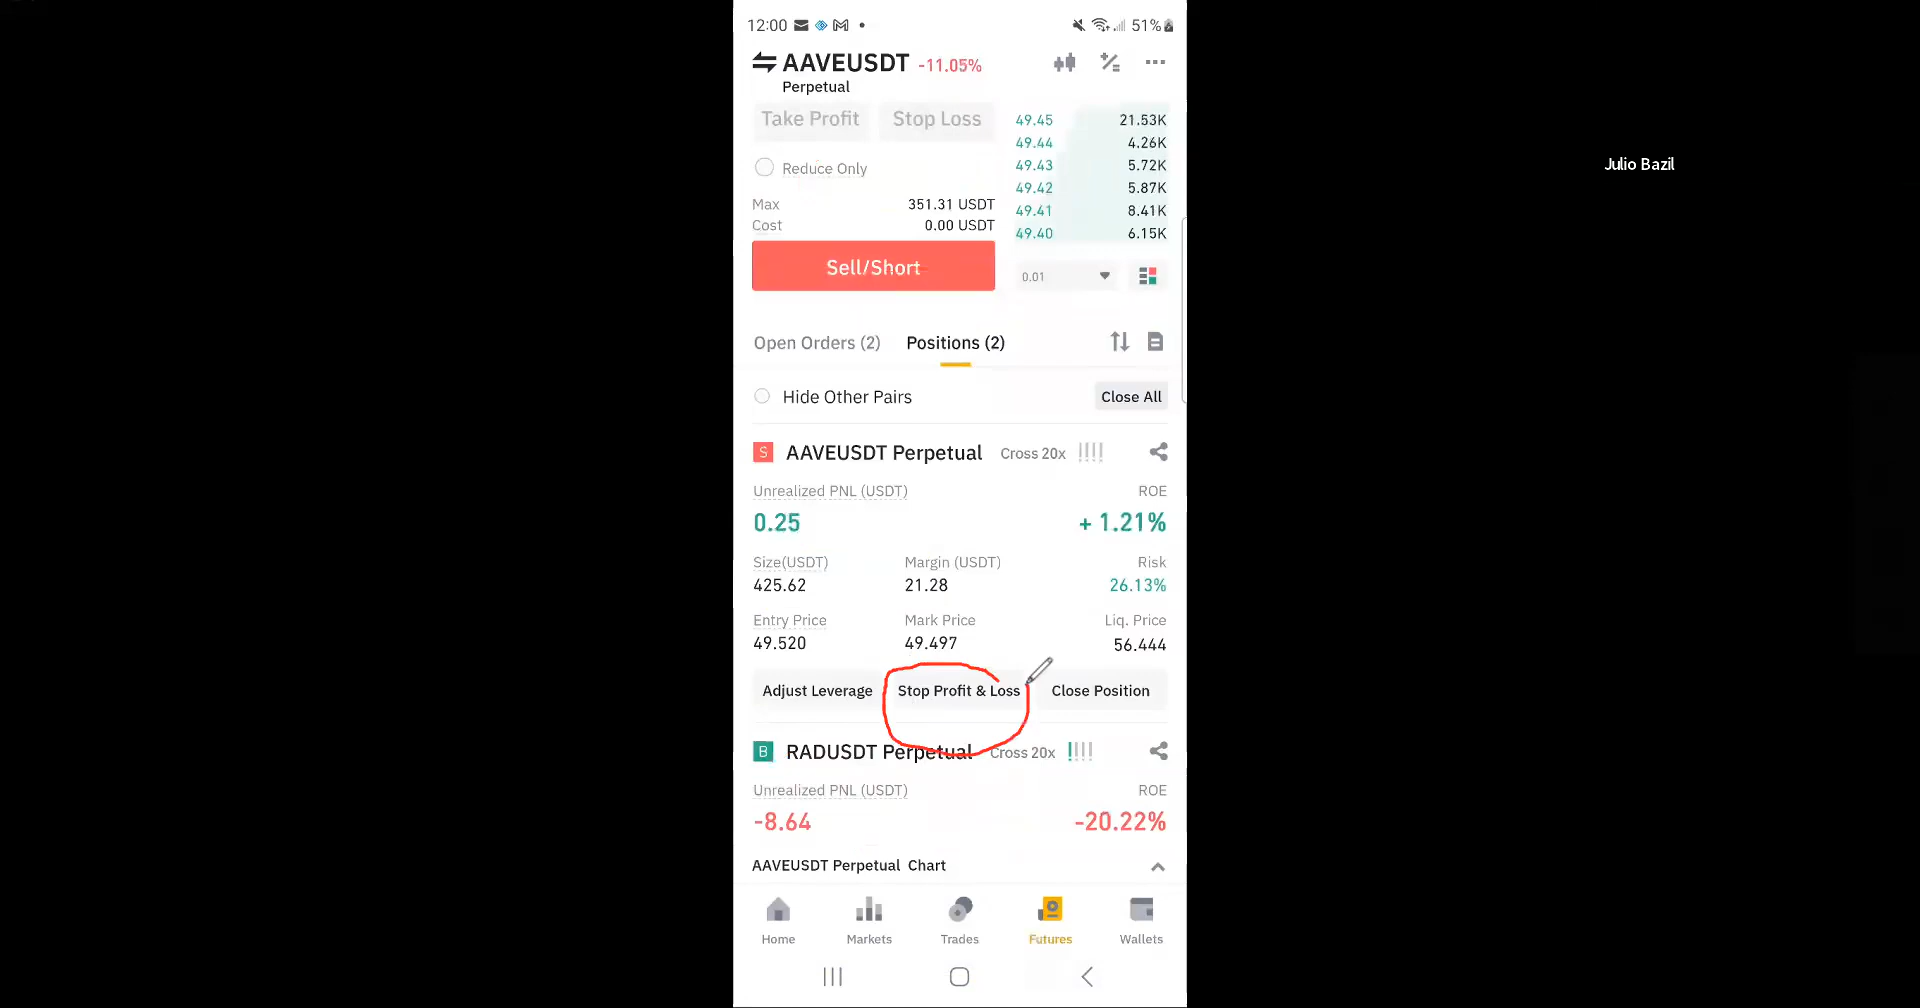 12:00 51%
AAVEUSDT -11.05%
Perpetual
Take Profit Stop Loss
49.45 21.53K
49.44 4.26K
Reduce Only
49.43 5.72K
49.42 5.87K
Max 351.31 USDT
49.41 8.41K
Cost 0.00 USDT
49.40 6.15K
Sell/Short
0.01
Open Orders (2) Positions (2)
Hide Other Pairs Close All
S AAVEUSDT Perpetual Cross 20x !!!!
Unrealized PNL (USDT) ROE
0.25 + 1.21%
Size(USDT) Margin (USDT) Risk
425.62 21.28 26.13%
Entry Price Mark Price Liq. Price
49.520 49.497 56.444
Adjust Leverage Stop Profit & Loss Close Position
B RADUSDT Perpetual Cross 20x !!!!
Unrealized PNL (USDT) ROE
-8.64 -20.22%
AAVEUSDT Perpetual Chart
Home Markets Trades Futures Wallets
Julio Bazil